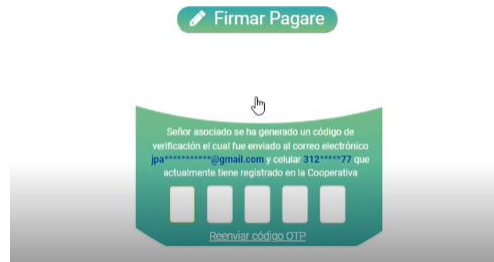 Firmar Pagare
Señor asociado se ha generado un código de
verificación el cual fue enviado al correo electrónico
jpa***********@gmail.com y celular 312*****77 que
actualmente tiene registrado en la Cooperativa
Reenviar código OTP